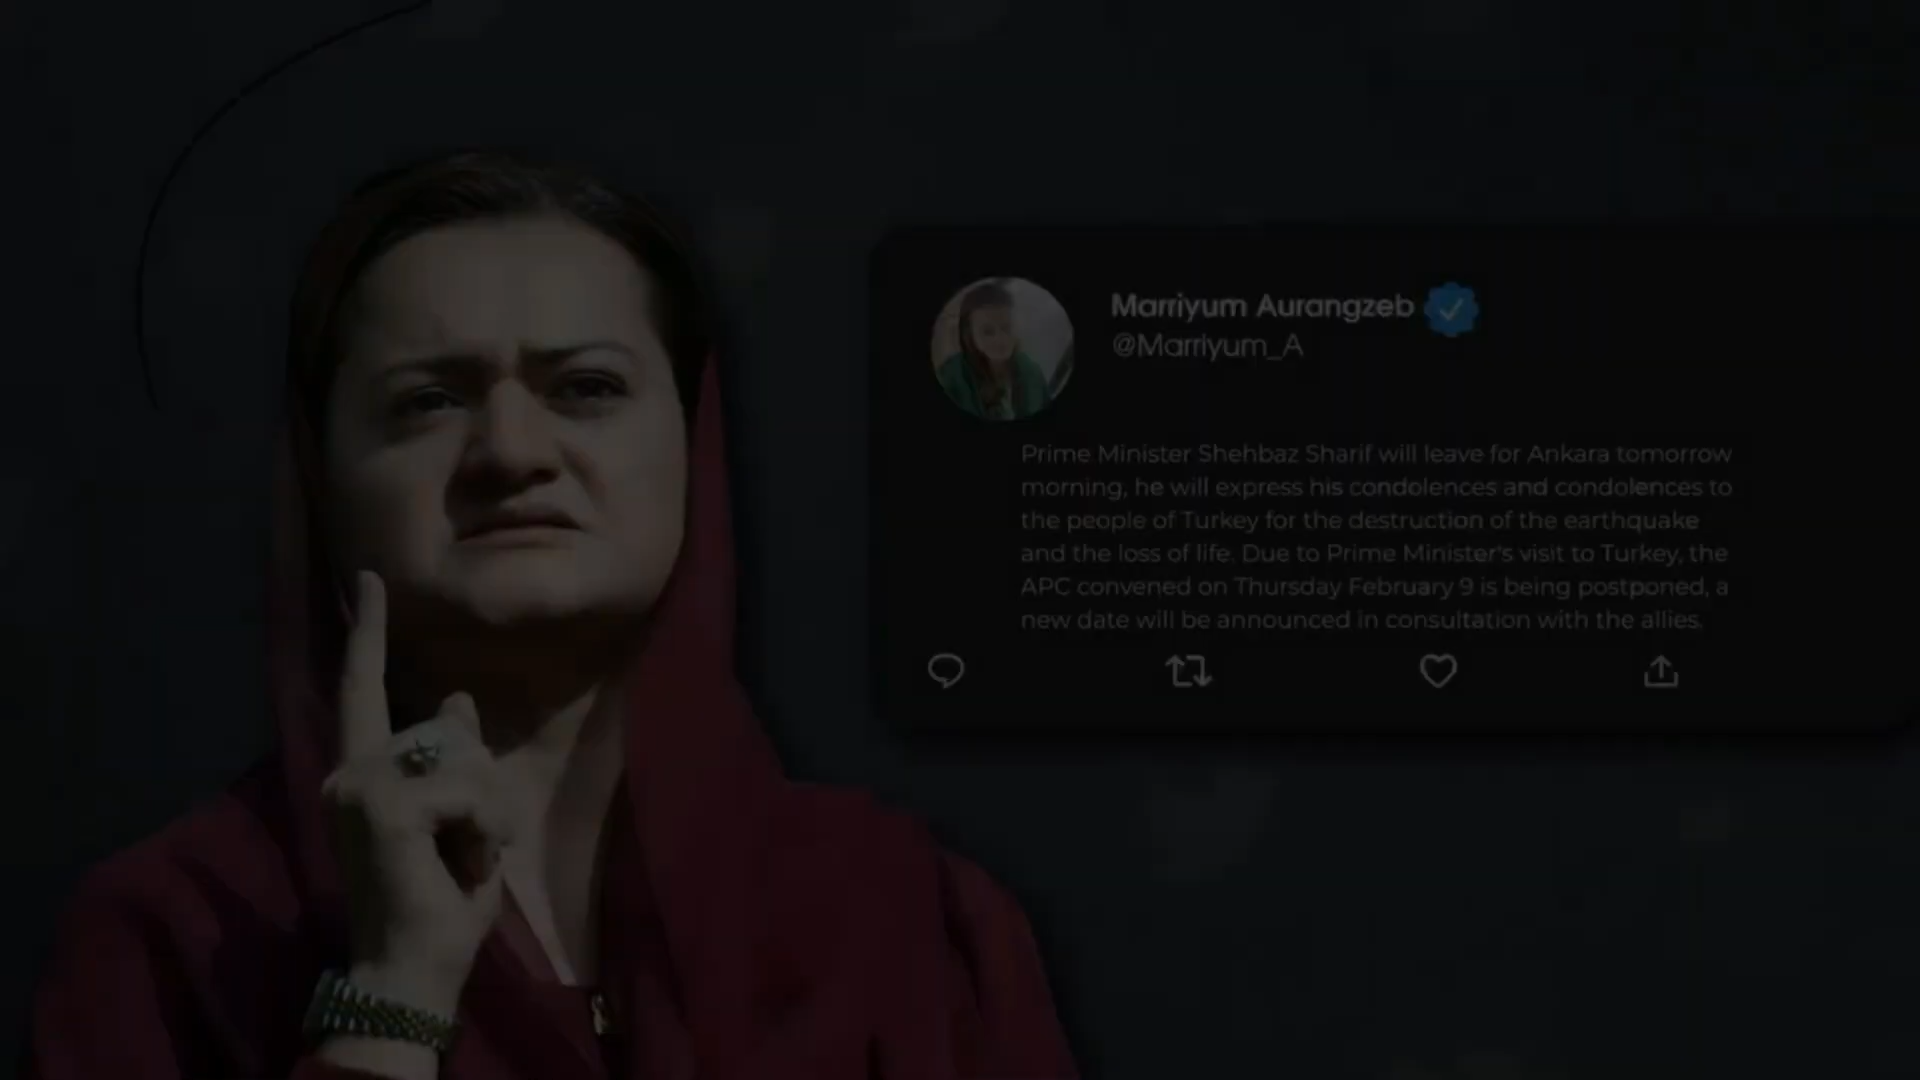 Marriyum Aurangzeb
@Marriyum_A
Prime Minister Shehbaz Sharif will leave for Ankara tomorrow
morning, he will express his condolences and condolences to
the people of Turkey for the destruction of the earthquake
and the loss of life. Due to Prime Minister's visit to Turkey, the
APC convened on Thursday February 9 is being postponed, a
new date will be announced in consultation with the allies.